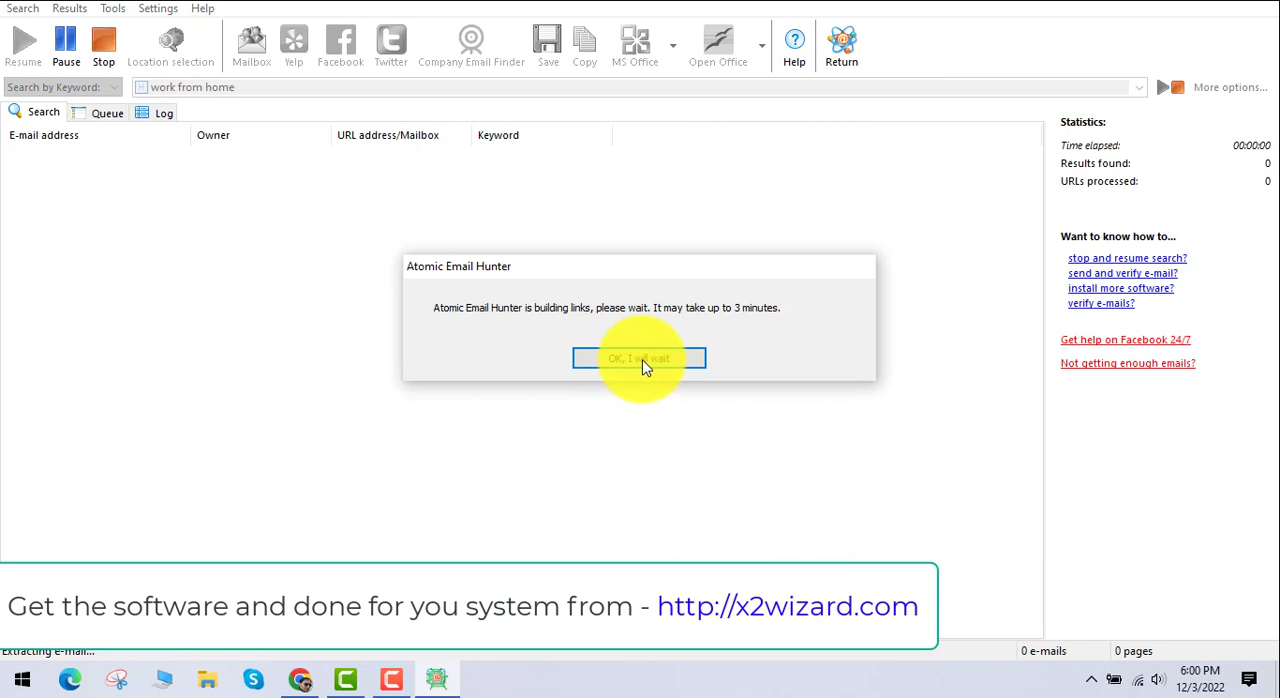 Search Results Tools Settings Help
Resume Pause Stop Location selection Mailbox Yelp Facebook Twitter Company Email Finder Save Copy MS Office Open Office Help Return
Search by Keyword: work from home More options...
Search Queue Log
E-mail address Owner URL address/Mailbox Keyword
Statistics:
Time elapsed: 00:00:00
Results found: 0
URLs processed: 0
Want to know how to...
stop and resume search?
send and verify e-mail?
install more software?
verify e-mails?
Get help on Facebook 24/7
Not getting enough emails?
Atomic Email Hunter
Atomic Email Hunter is building links, please wait. It may take up to 3 minutes.
OK, I will wait
Get the software and done for you system from - http://x2wizard.com
Extracting e-mail... 0 e-mails 0 pages
6:00 PM
12/3/2022